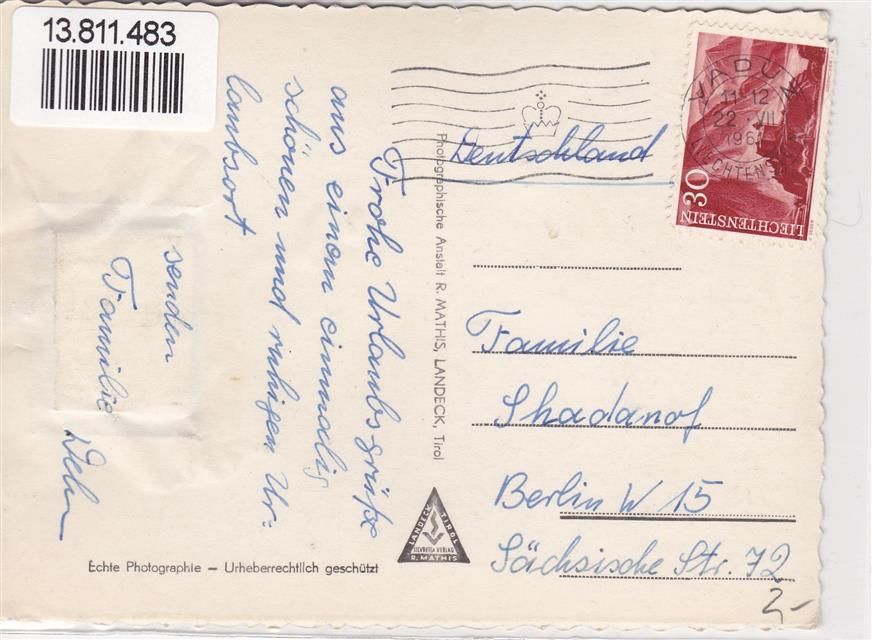 13.811.483
Frohe Urlaubsgrüße
aus einem einmalig
schönen und ruhigen Ur-
laubsort
senden
Familie
Photographische Anstalt R. MATHIS, LANDECK, Tirol
Deutschland
VADUZ
11-12
22 VII
LIECHTENSTEIN
30
LIECHTENSTEIN
Familie
Shadanof
Berlin W 15
Sächsische Str. 72
2,-
LANDECK TIROL
SILVRETTA VERLAG
R. MATHIS
Echte Photographie – Urheberrechtlich geschützt